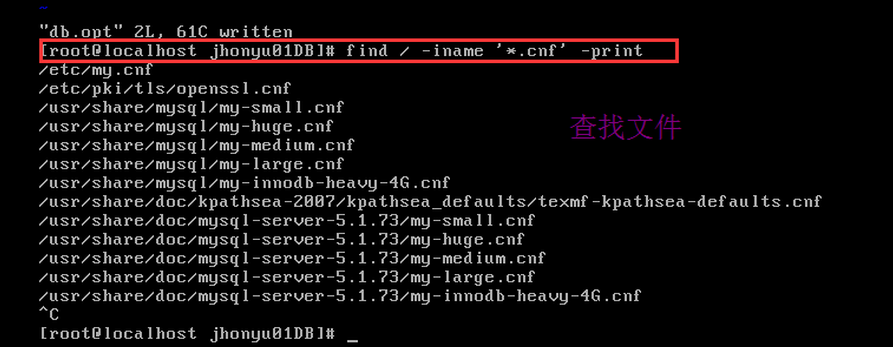 ~
"db.opt" 2L, 61C written
[root@localhost jhonyu01DB]# find / -iname '*.cnf' -print
/etc/my.cnf
/etc/pki/tls/openssl.cnf
/usr/share/mysql/my-small.cnf
/usr/share/mysql/my-huge.cnf
查找文件
/usr/share/mysql/my-medium.cnf
/usr/share/mysql/my-large.cnf
/usr/share/mysql/my-innodb-heavy-4G.cnf
/usr/share/doc/kpathsea-2007/kpathsea_defaults/texmf-kpathsea-defaults.cnf
/usr/share/doc/mysql-server-5.1.73/my-small.cnf
/usr/share/doc/mysql-server-5.1.73/my-huge.cnf
/usr/share/doc/mysql-server-5.1.73/my-medium.cnf
/usr/share/doc/mysql-server-5.1.73/my-large.cnf
/usr/share/doc/mysql-server-5.1.73/my-innodb-heavy-4G.cnf
^C
[root@localhost jhonyu01DB]# _